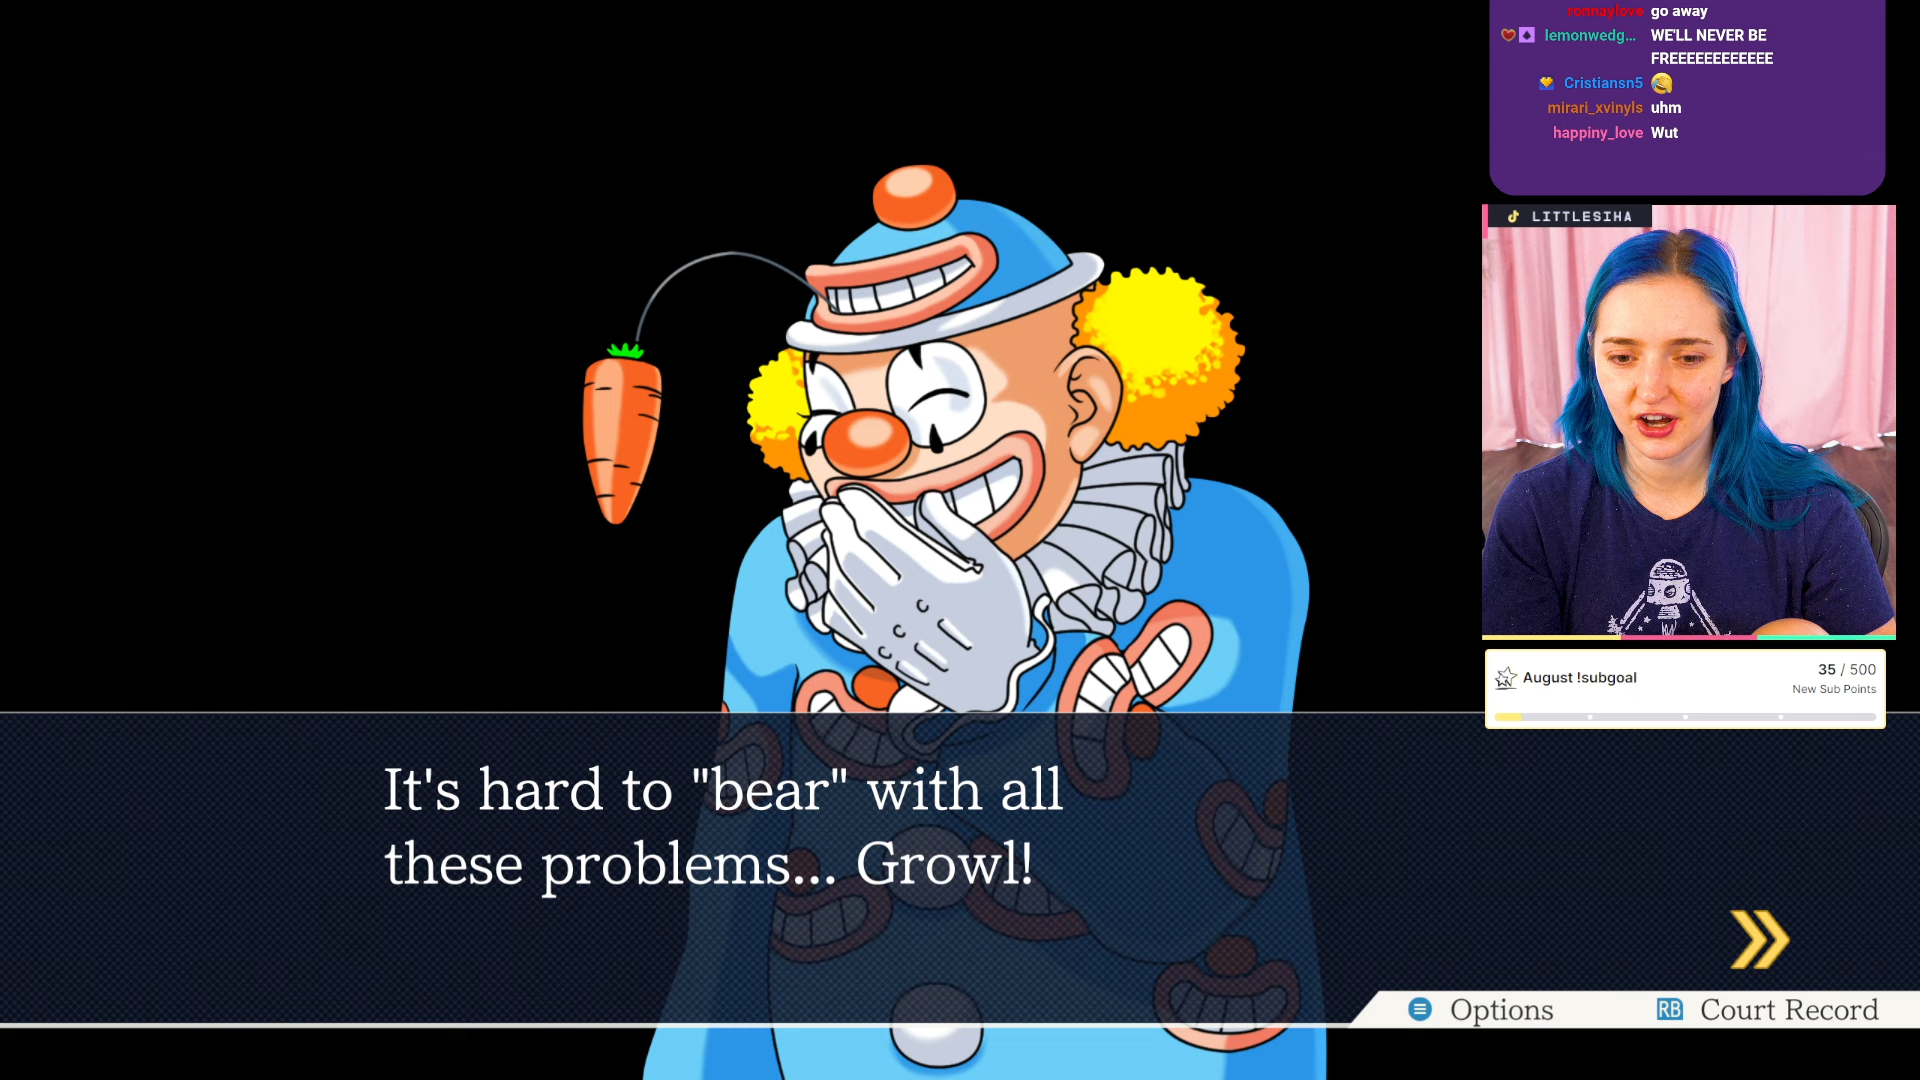 ronnaylove go away
lemonwedg... WE'LL NEVER BE
FREEEEEEEEEEEE
Cristiansn5
mirari_xvinyls uhm
happiny_love Wut
LITTLESIHA
August !subgoal
35 / 500
New Sub Points
It's hard to "bear" with all
these problems... Growl!
Options
RB Court Record